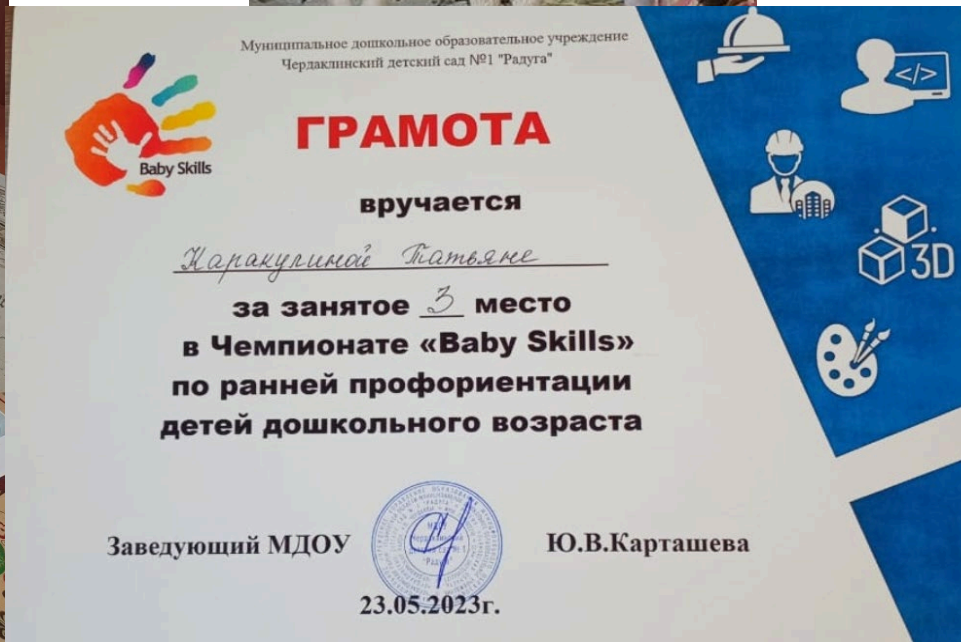 Муниципальное дошкольное образовательное учреждение
Чердаклинский детский сад №1 "Радуга"
Baby Skills
ГРАМОТА
вручается
Каракулиной Татьяне
за занятое 3 место
в Чемпионате «Baby Skills»
по ранней профориентации
детей дошкольного возраста
</>
3D
Заведующий МДОУ
Ю.В.Карташева
23.05.2023г.